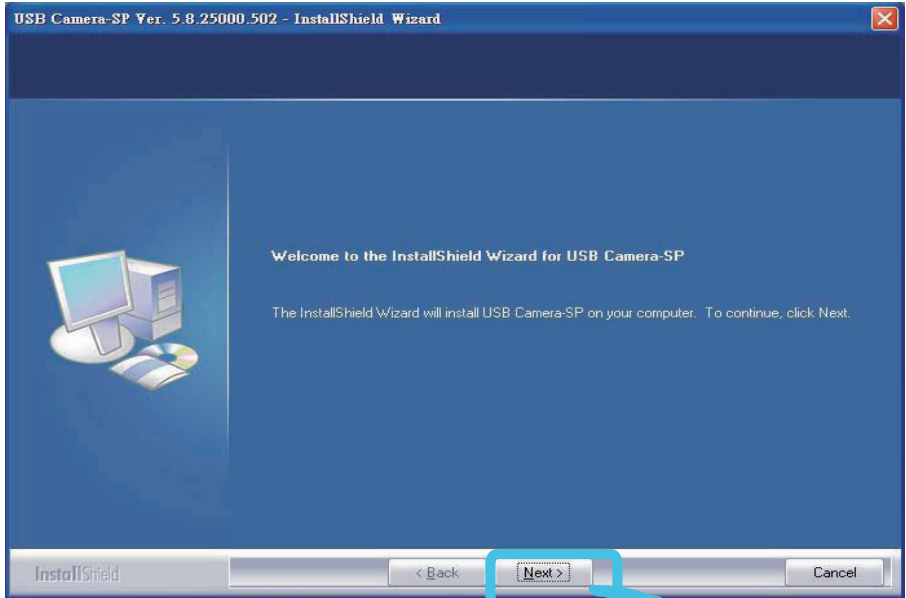 USB Camera-SP Ver. 5.8.25000.502 - InstallShield Wizard
Welcome to the InstallShield Wizard for USB Camera-SP
The InstallShield Wizard will install USB Camera-SP on your computer. To continue, click Next.
InstallShield
< Back Next > Cancel